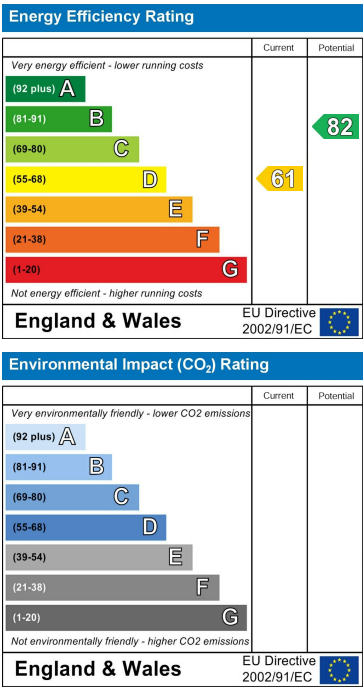 Energy Efficiency Rating
Current Potential
Very energy efficient - lower running costs
(92 plus) A
(81-91) B
82
(69-80) C
(55-68) D
61
(39-54) E
(21-38) F
(1-20) G
Not energy efficient - higher running costs
England & Wales
EU Directive
2002/91/EC
Environmental Impact (CO2) Rating
Current Potential
Very environmentally friendly - lower CO2 emissions
(92 plus) A
(81-91) B
(69-80) C
(55-68) D
(39-54) E
(21-38) F
(1-20) G
Not environmentally friendly - higher CO2 emissions
England & Wales
EU Directive
2002/91/EC